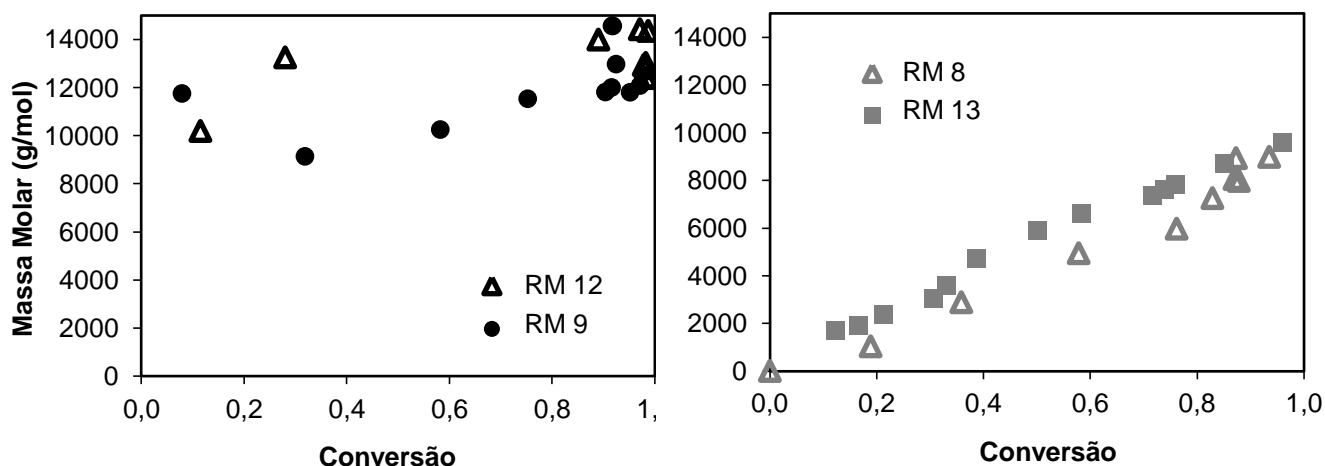 Massa Molar (g/mol)
14000
12000
10000
8000
6000
4000
2000
0
RM 12
RM 9
0,0 0,2 0,4 0,6 0,8 1,
Conversão
14000
12000
10000
8000
6000
4000
2000
0
RM 8
RM 13
0,0 0,2 0,4 0,6 0,8 1,0
Conversão